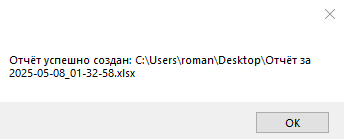 Отчёт успешно создан: C:\Users\roman\Desktop\Отчёт за
2025-05-08_01-32-58.xlsx
OK